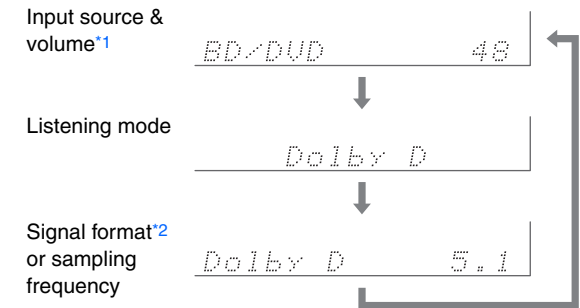 Input source &
volume*1
BD/DVD 48
Listening mode
Dolby D
Signal format*2
or sampling
frequency
Dolby D 5.1